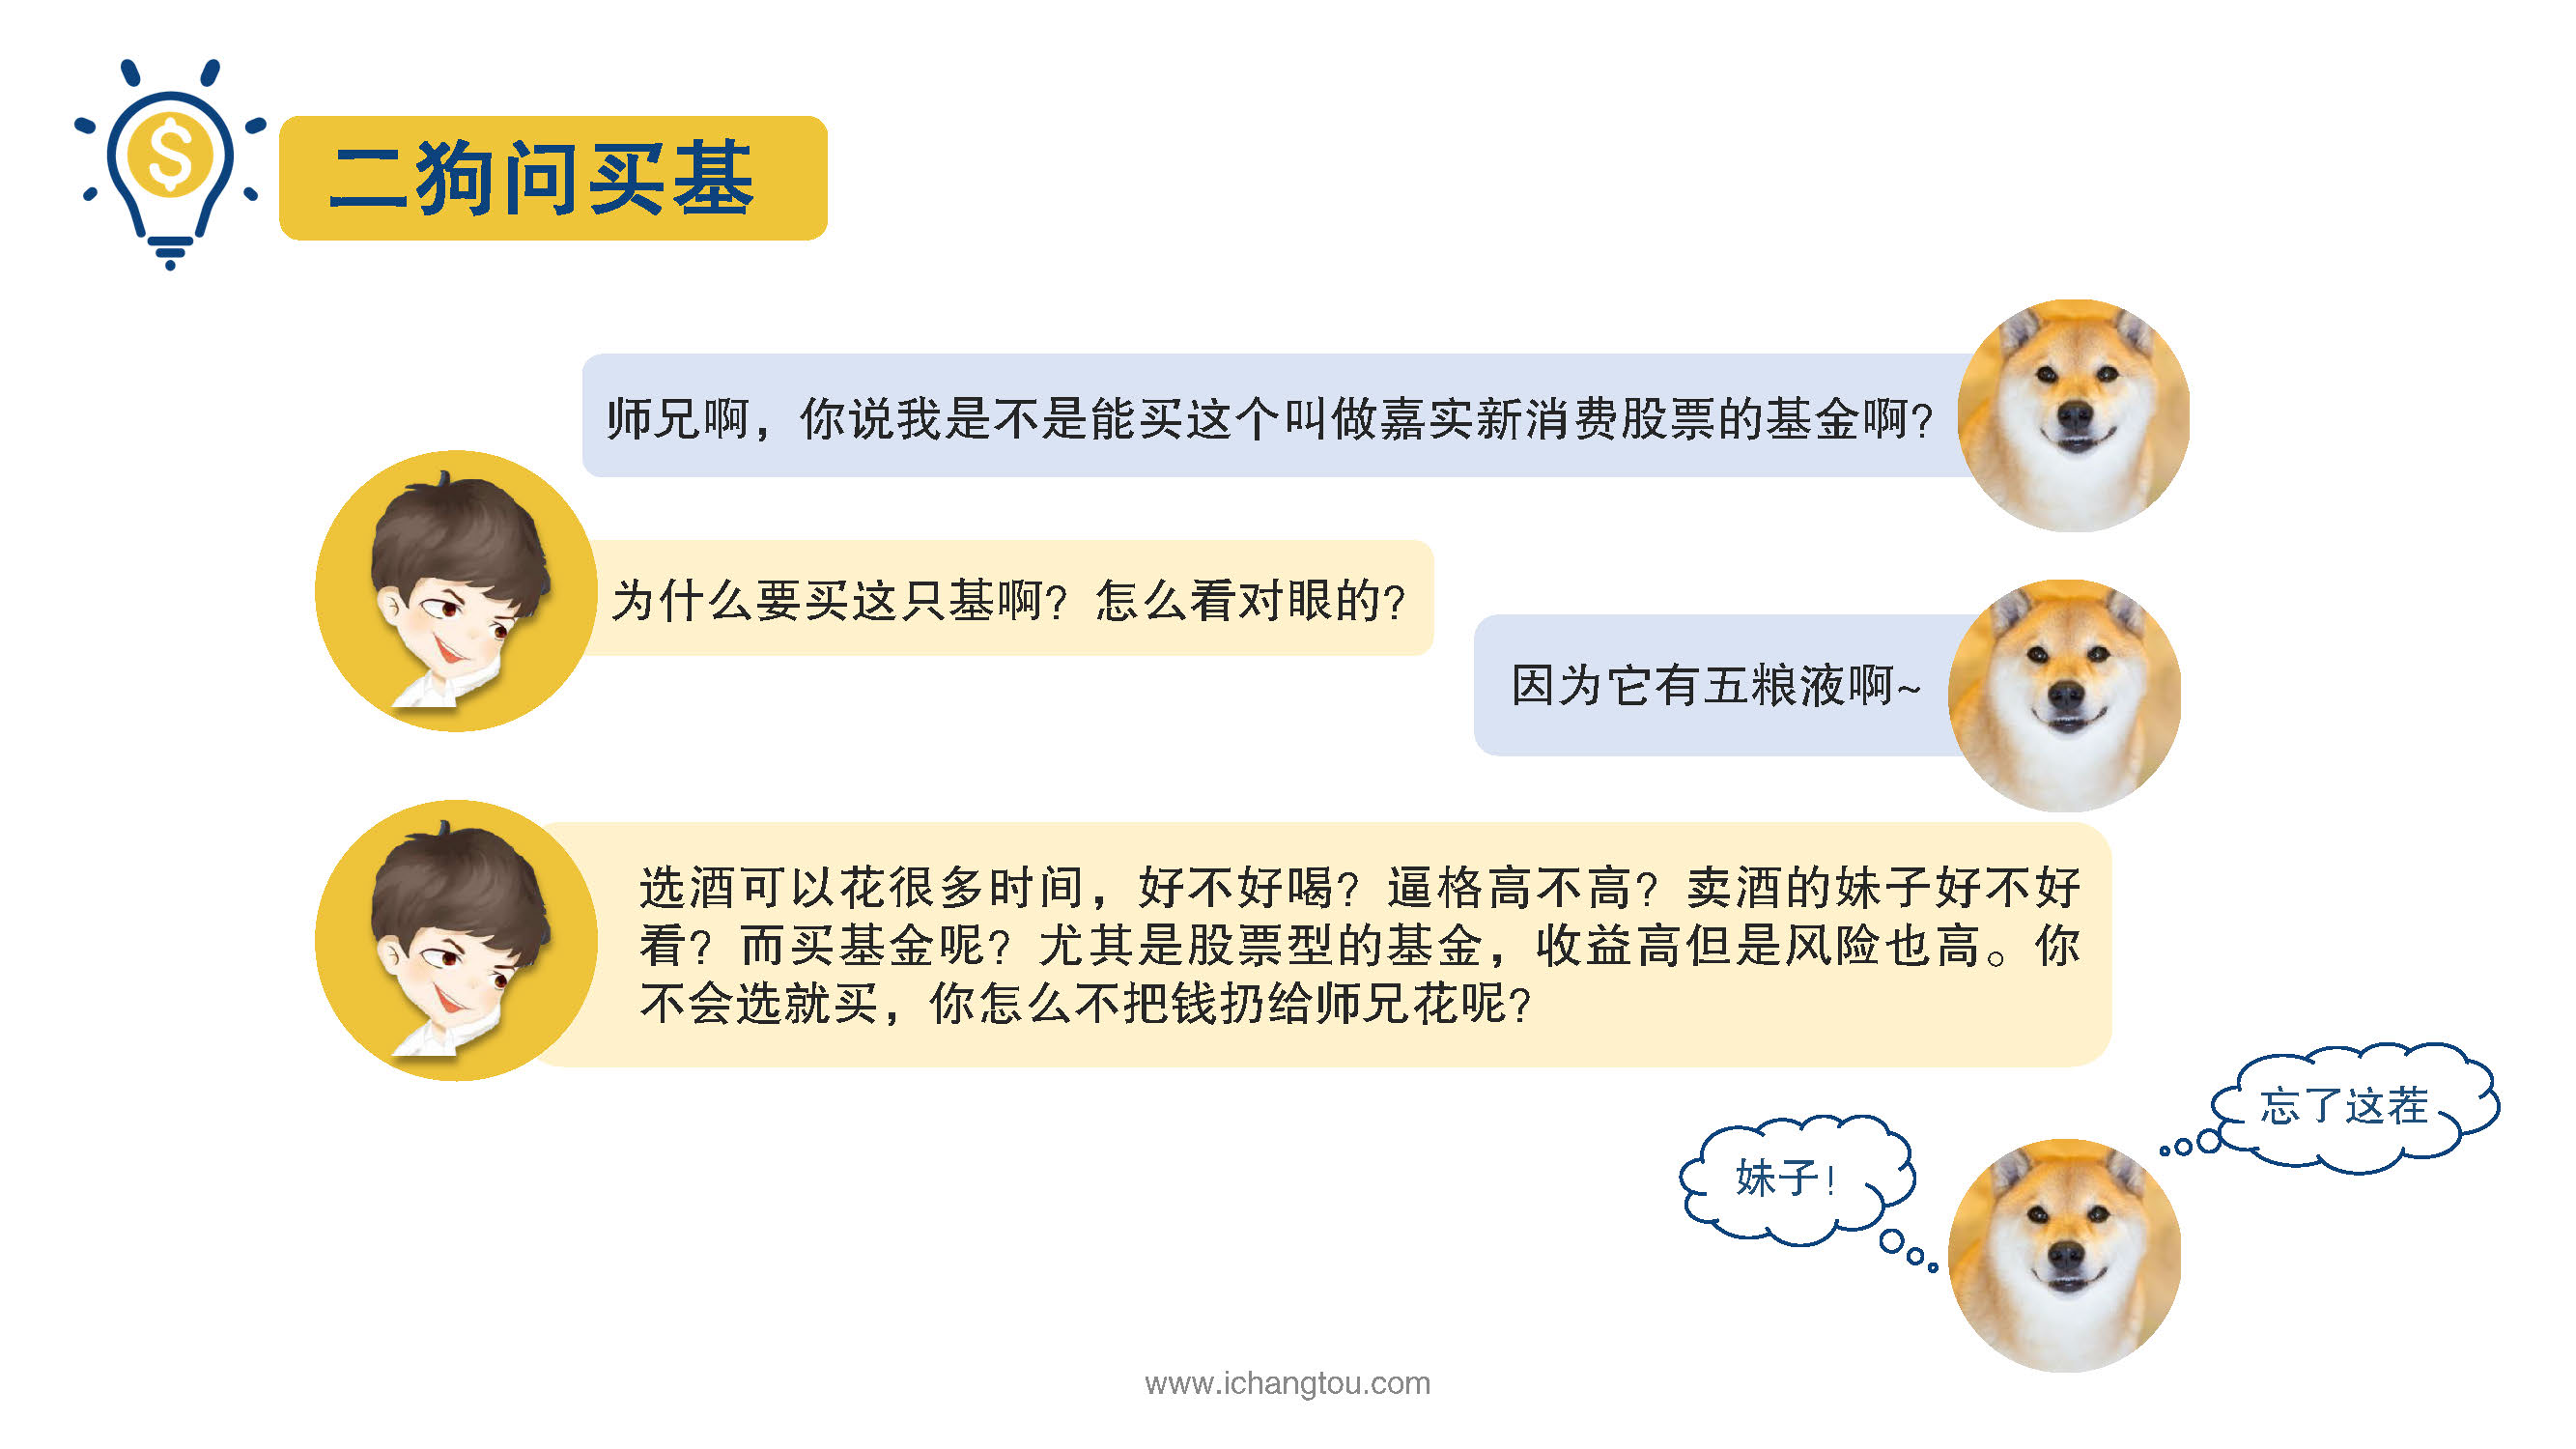 二狗问买基
师兄啊，你说我是不是能买这个叫做嘉实新消费股票的基金啊？
为什么要买这只基啊？怎么看对眼的？
因为它有五粮液啊~
选酒可以花很多时间，好不好喝？逼格高不高？卖酒的妹子好不好
看？而买基金呢？尤其是股票型的基金，收益高但是风险也高。你
不会选就买，你怎么不把钱扔给师兄花呢？
忘了这茬
妹子！
www.ichangtou.com